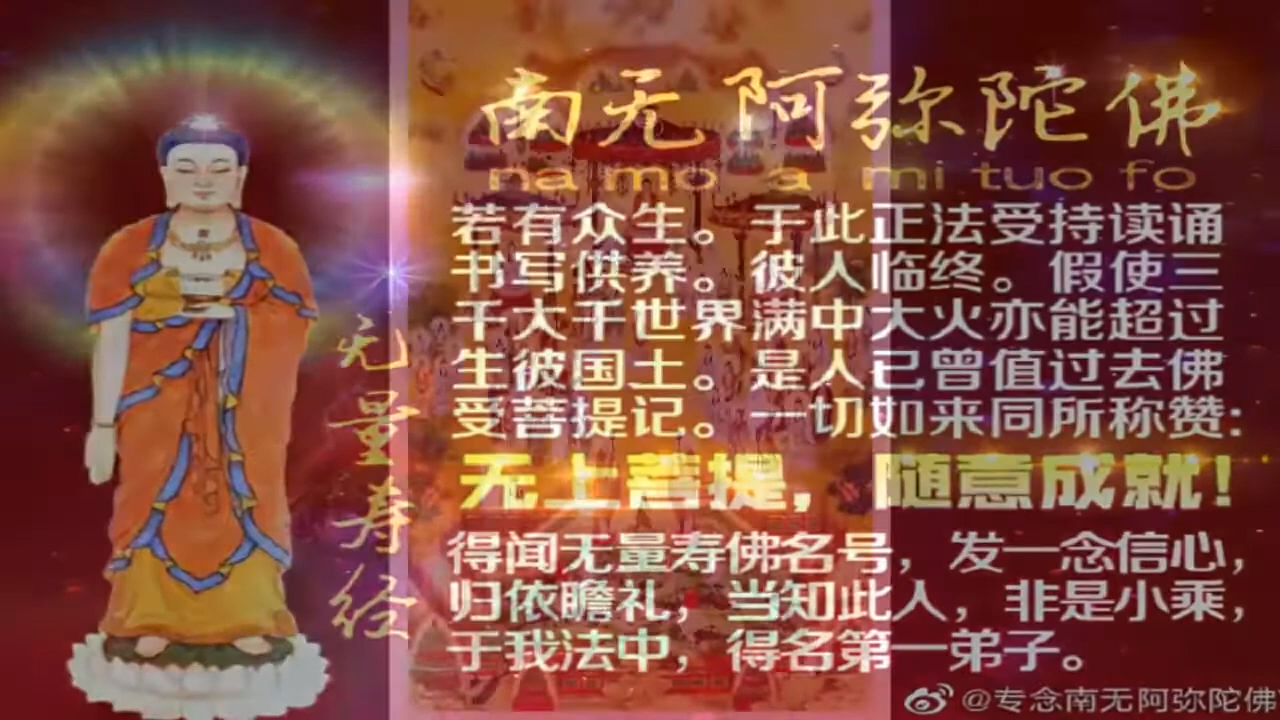 南无阿弥陀佛
na mo a mi tuo fo
若有众生。于此正法受持读诵
书写供养。彼人临终。假使三
千大千世界满中大火亦能超过
生彼国土。是人已曾值过去佛
受菩提记。一切如来同所称赞:
无上菩提，随意成就！
得闻无量寿佛名号，发一念信心，
归依瞻礼，当知此人，非是小乘，
于我法中，得名第一弟子。
无量寿经
@专念南无阿弥陀佛